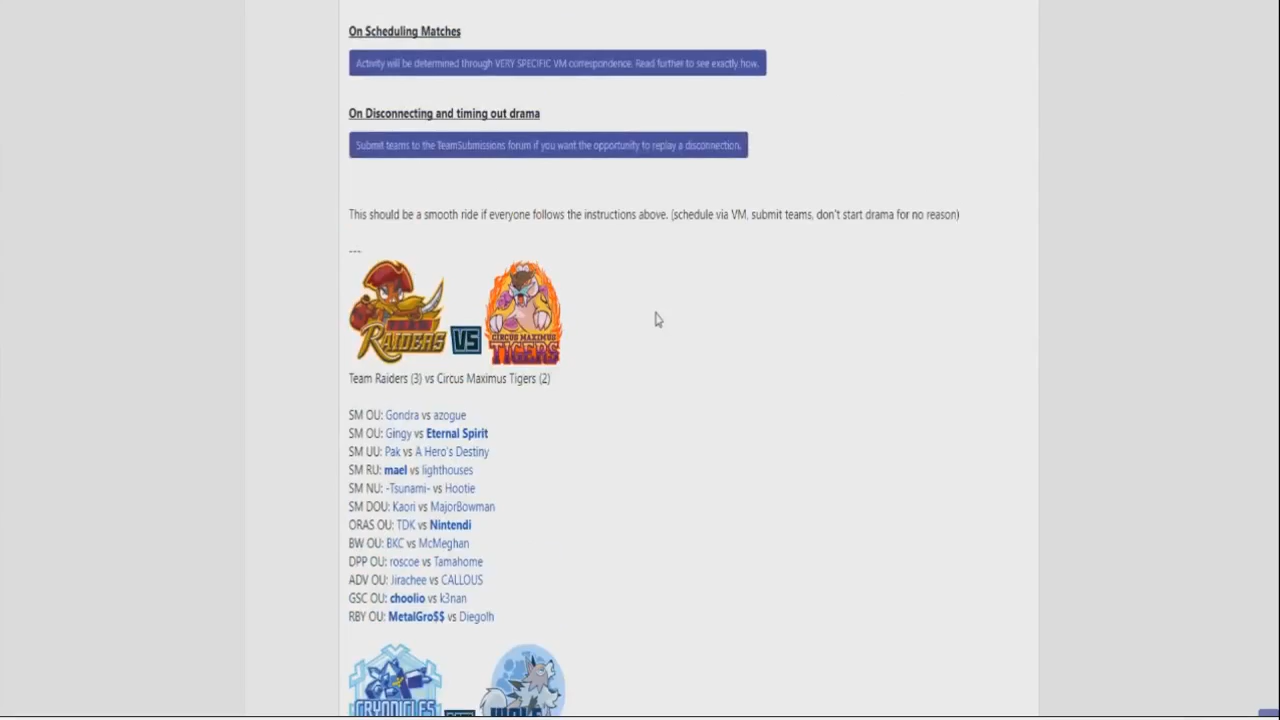 On Scheduling Matches
Activity will be determined through VERY SPECIFIC VM correspondence. Read further to see exactly how.
On Disconnecting and timing out drama
Submit teams to the TeamSubmissions forum if you want the opportunity to replay a disconnection.
This should be a smooth ride if everyone follows the instructions above. (schedule via VM, submit teams, don't start drama for no reason)
---
RAIDERS
VS
CIRCUS MAXIMUS
TIGERS
Team Raiders (3) vs Circus Maximus Tigers (2)
SM OU: Gondra vs azogue
SM OU: Gingy vs Eternal Spirit
SM UU: Pak vs A Hero's Destiny
SM RU: mael vs lighthouses
SM NU: -Tsunami- vs Hootie
SM DOU: Kaori vs MajorBowman
ORAS OU: TDK vs Nintendi
BW OU: BKC vs McMeghan
DPP OU: roscoe vs Tamahome
ADV OU: Jirachee vs CALLOUS
GSC OU: choolio vs k3nan
RBY OU: MetalGro$$ vs Diegolh
CRYONICLES